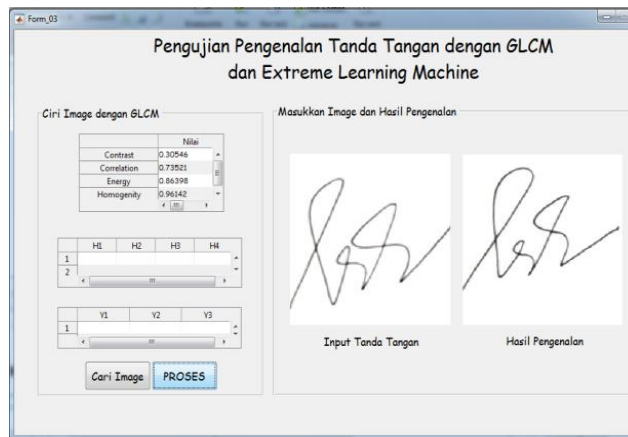 Form_03
Pengujian Pengenalan Tanda Tangan dengan GLCM
dan Extreme Learning Machine
Ciri Image dengan GLCM
Nilai
Contrast 0.30546
Correlation 0.73521
Energy 0.86398
Homogenity 0.96142
H1 H2 H3 H4
1
2
Y1 Y2 Y3
1
Cari Image PROSES
Masukkan Image dan Hasil Pengenalan
Input Tanda Tangan Hasil Pengenalan